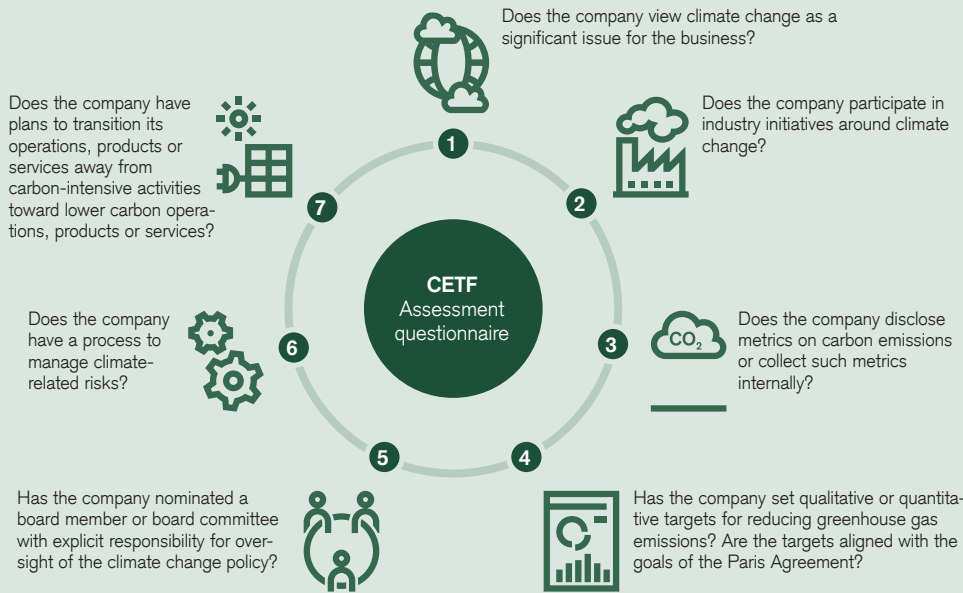 Does the company view climate change as a
significant issue for the business?
1
Does the company participate in
industry initiatives around climate
change?
2
Does the company disclose
metrics on carbon emissions
or collect such metrics
internally?
CO₂
3
Has the company set qualitative or quantita-
tive targets for reducing greenhouse gas
emissions? Are the targets aligned with the
goals of the Paris Agreement?
4
Has the company nominated a
board member or board committee
with explicit responsibility for over-
sight of the climate change policy?
5
Does the company
have a process to
manage climate-
related risks?
6
Does the company have
plans to transition its
operations, products or
services away from
carbon-intensive activities
toward lower carbon opera-
tions, products or services?
7
CETF
Assessment
questionnaire